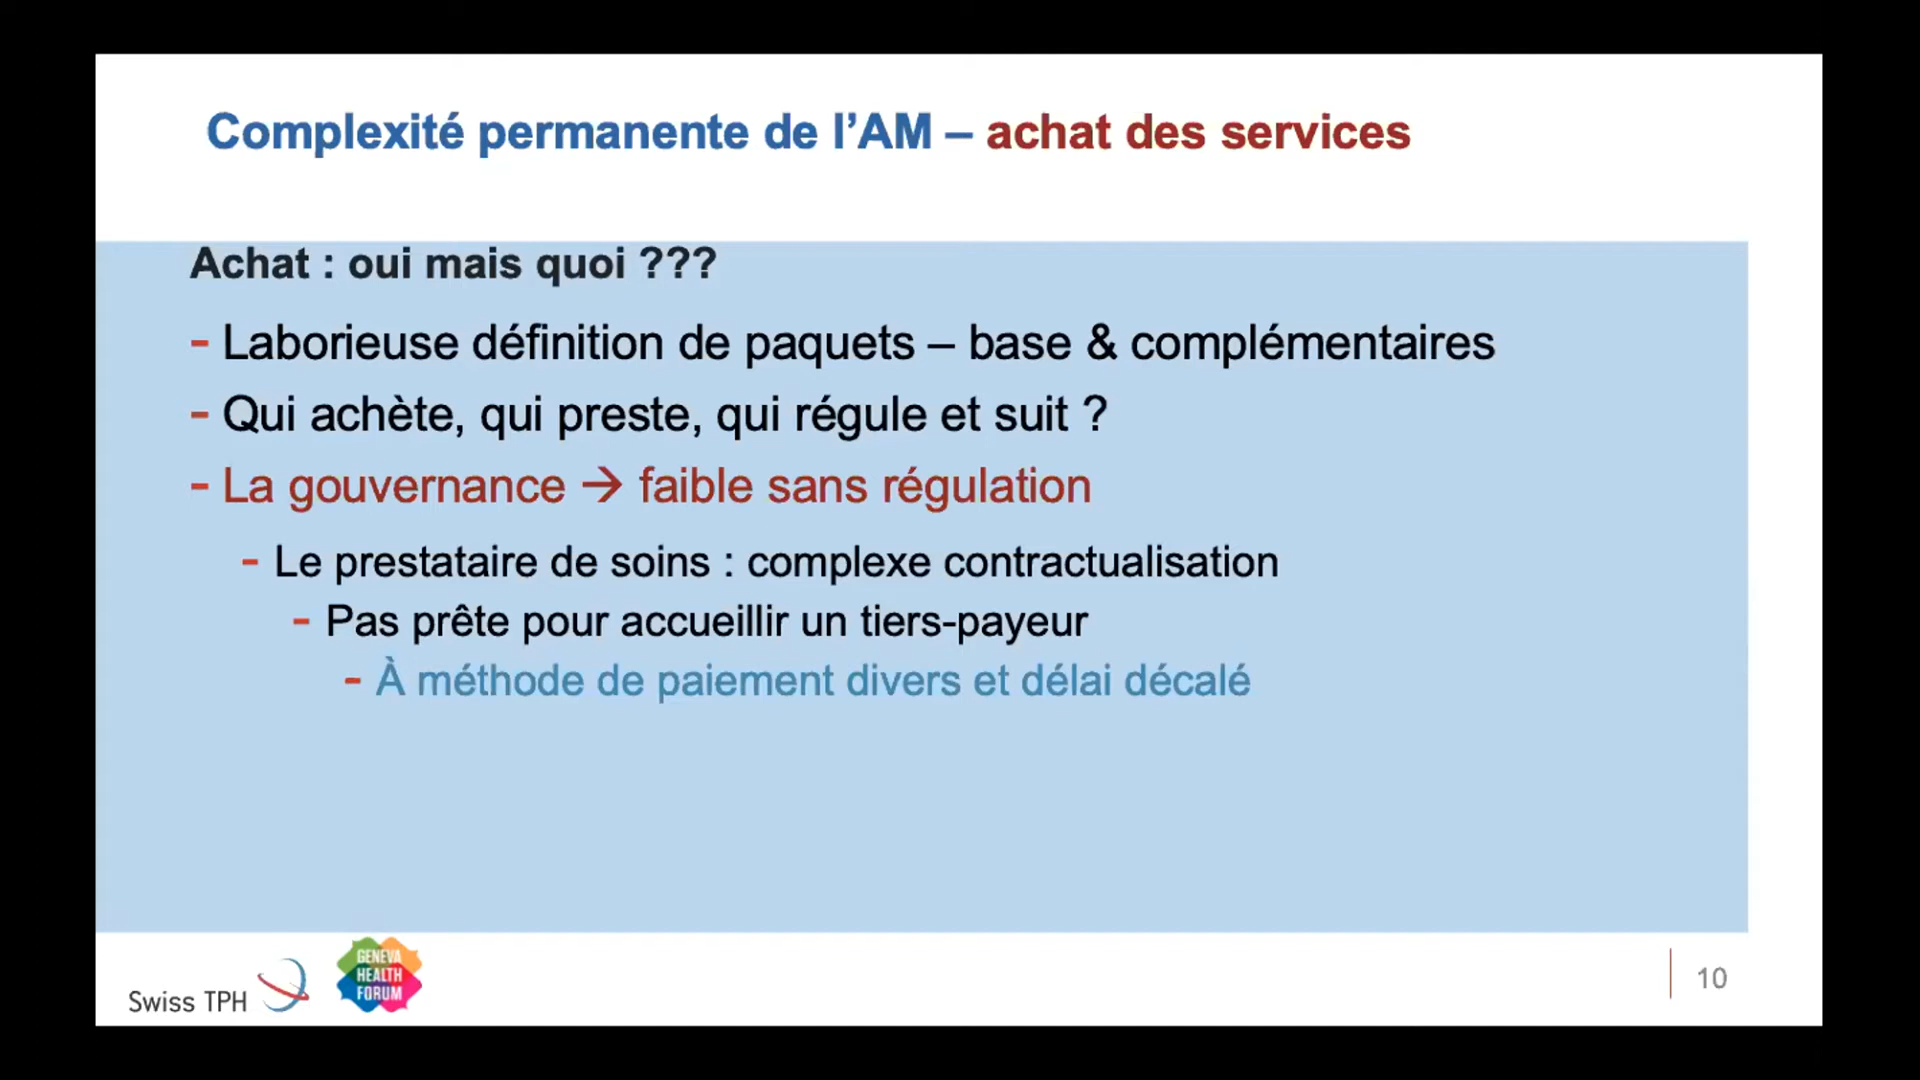 Complexité permanente de l’AM – achat des services
Achat : oui mais quoi ???
- Laborieuse définition de paquets – base & complémentaires
- Qui achète, qui preste, qui régule et suit ?
- La gouvernance → faible sans régulation
- Le prestataire de soins : complexe contractualisation
- Pas prête pour accueillir un tiers-payeur
- À méthode de paiement divers et délai décalé
Swiss TPH
GENEVA
HEALTH
FORUM
10